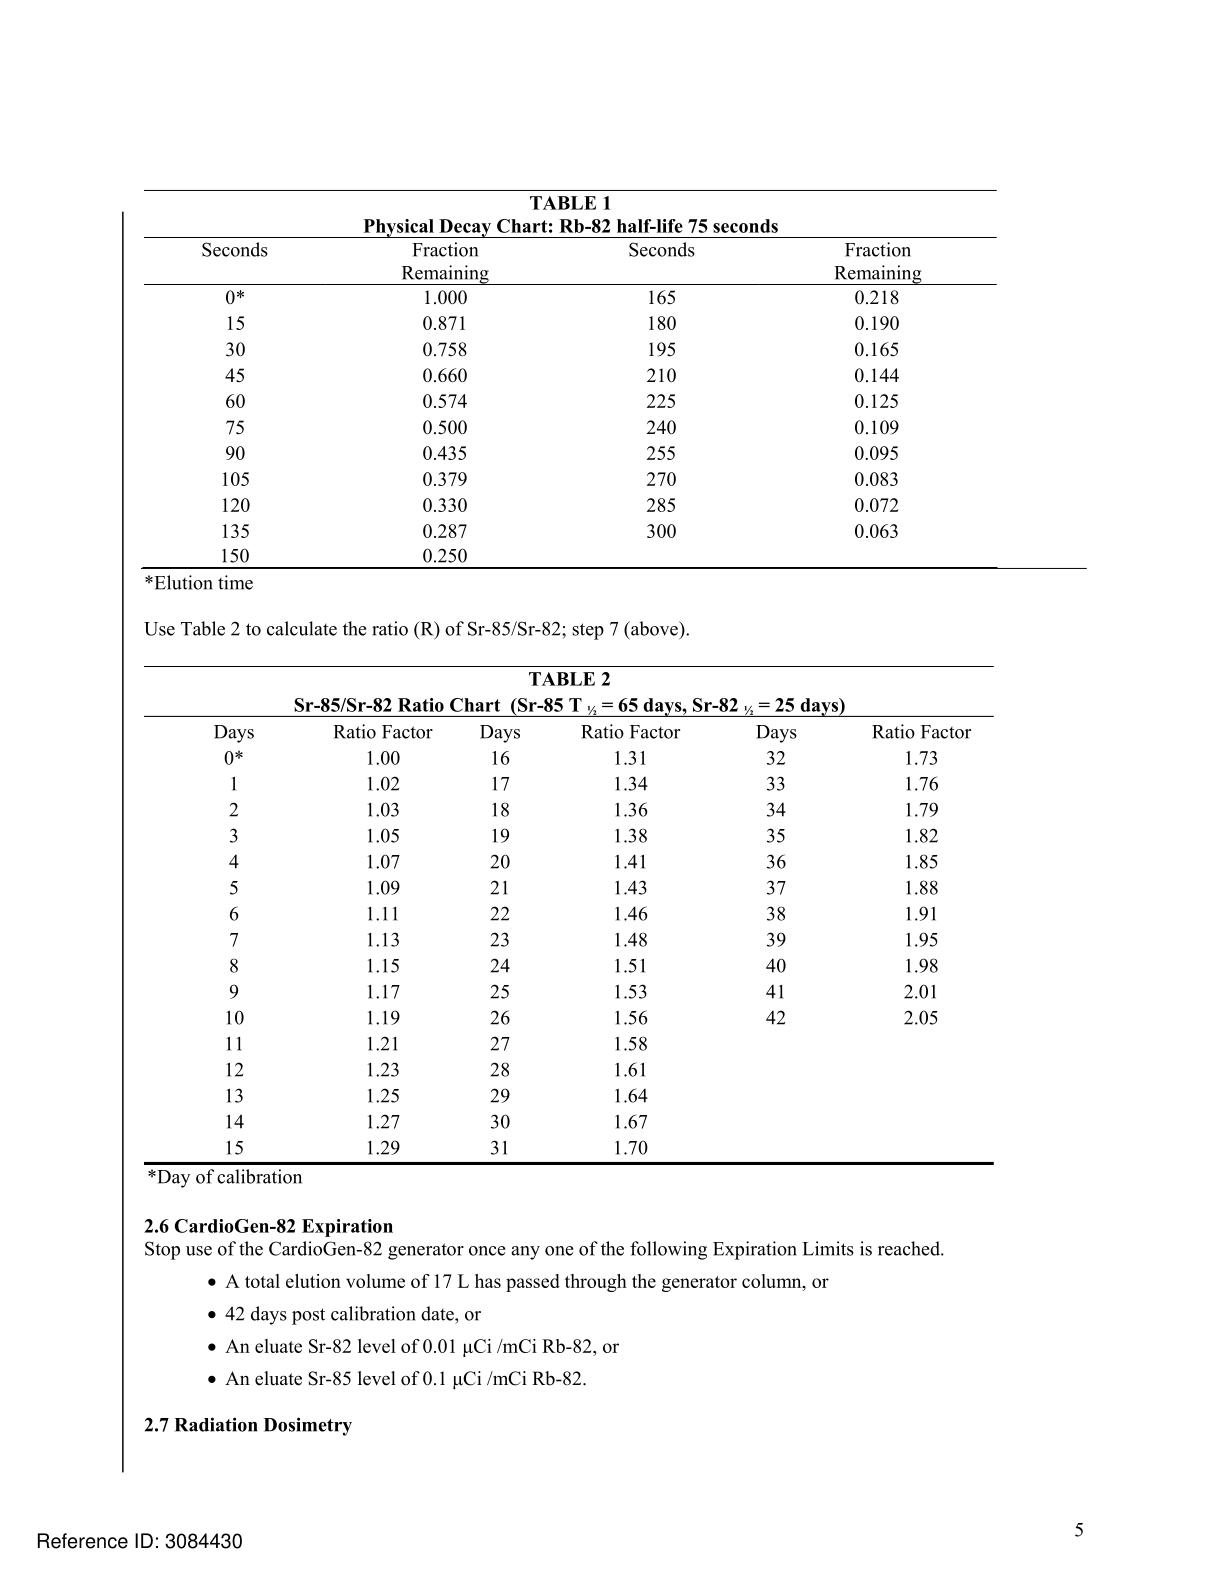 TABLE 1
Physical Decay Chart: Rb-82 half-life 75 seconds
Seconds Fraction Remaining Seconds Fraction Remaining
0* 1.000 165 0.218
15 0.871 180 0.190
30 0.758 195 0.165
45 0.660 210 0.144
60 0.574 225 0.125
75 0.500 240 0.109
90 0.435 255 0.095
105 0.379 270 0.083
120 0.330 285 0.072
135 0.287 300 0.063
150 0.250
*Elution time
Use Table 2 to calculate the ratio (R) of Sr-85/Sr-82; step 7 (above).
TABLE 2
Sr-85/Sr-82 Ratio Chart (Sr-85 T ½ = 65 days, Sr-82 ½ = 25 days)
Days Ratio Factor Days Ratio Factor Days Ratio Factor
0* 1.00 16 1.31 32 1.73
1 1.02 17 1.34 33 1.76
2 1.03 18 1.36 34 1.79
3 1.05 19 1.38 35 1.82
4 1.07 20 1.41 36 1.85
5 1.09 21 1.43 37 1.88
6 1.11 22 1.46 38 1.91
7 1.13 23 1.48 39 1.95
8 1.15 24 1.51 40 1.98
9 1.17 25 1.53 41 2.01
10 1.19 26 1.56 42 2.05
11 1.21 27 1.58
12 1.23 28 1.61
13 1.25 29 1.64
14 1.27 30 1.67
15 1.29 31 1.70
*Day of calibration
2.6 CardioGen-82 Expiration
Stop use of the CardioGen-82 generator once any one of the following Expiration Limits is reached.
• A total elution volume of 17 L has passed through the generator column, or
• 42 days post calibration date, or
• An eluate Sr-82 level of 0.01 μCi /mCi Rb-82, or
• An eluate Sr-85 level of 0.1 μCi /mCi Rb-82.
2.7 Radiation Dosimetry
5
Reference ID: 3084430